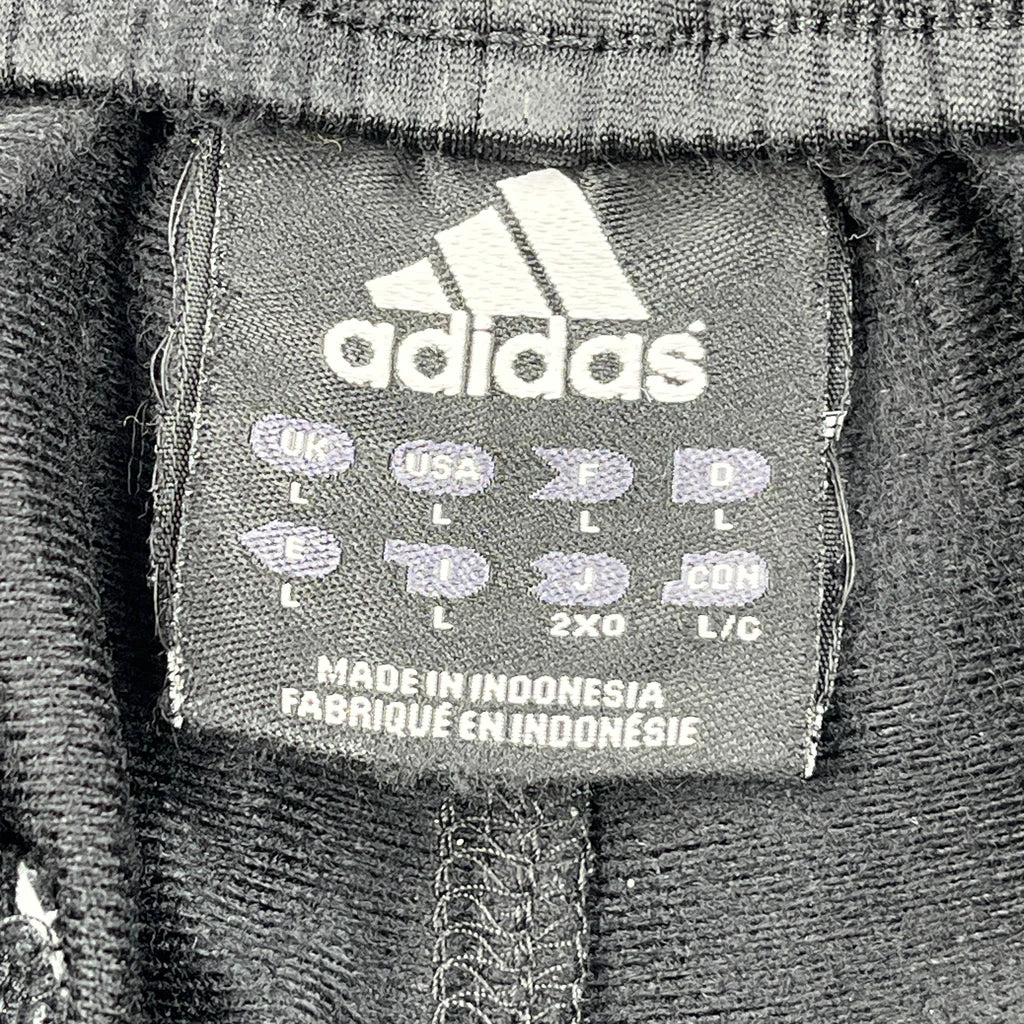 adidas
UK USA F D
L L L L
E I J CDN
L L 2XO L/G
MADE IN INDONESIA
FABRIQUÉ EN INDONÉSIE